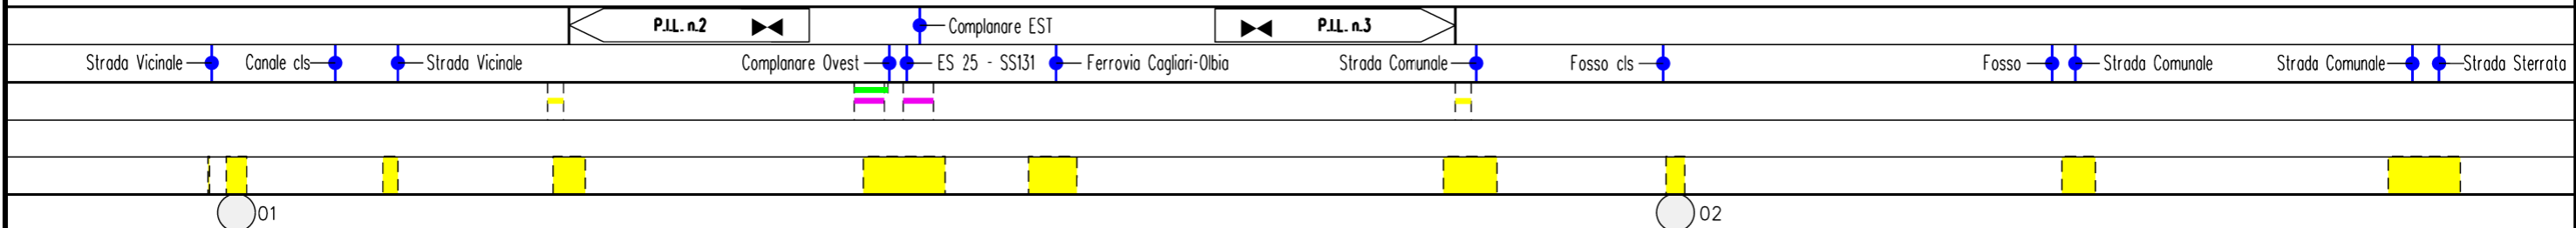 P.I.L. n.2 Complanare EST P.I.L. n.3
Strada Vicinale Canale cls Strada Vicinale Complanare Ovest ES 25 - SS131 Ferrovia Cagliari-Olbia Strada Comunale Fosso cls Fosso Strada Comunale Strada Comunale Strada Sterrata
01 02